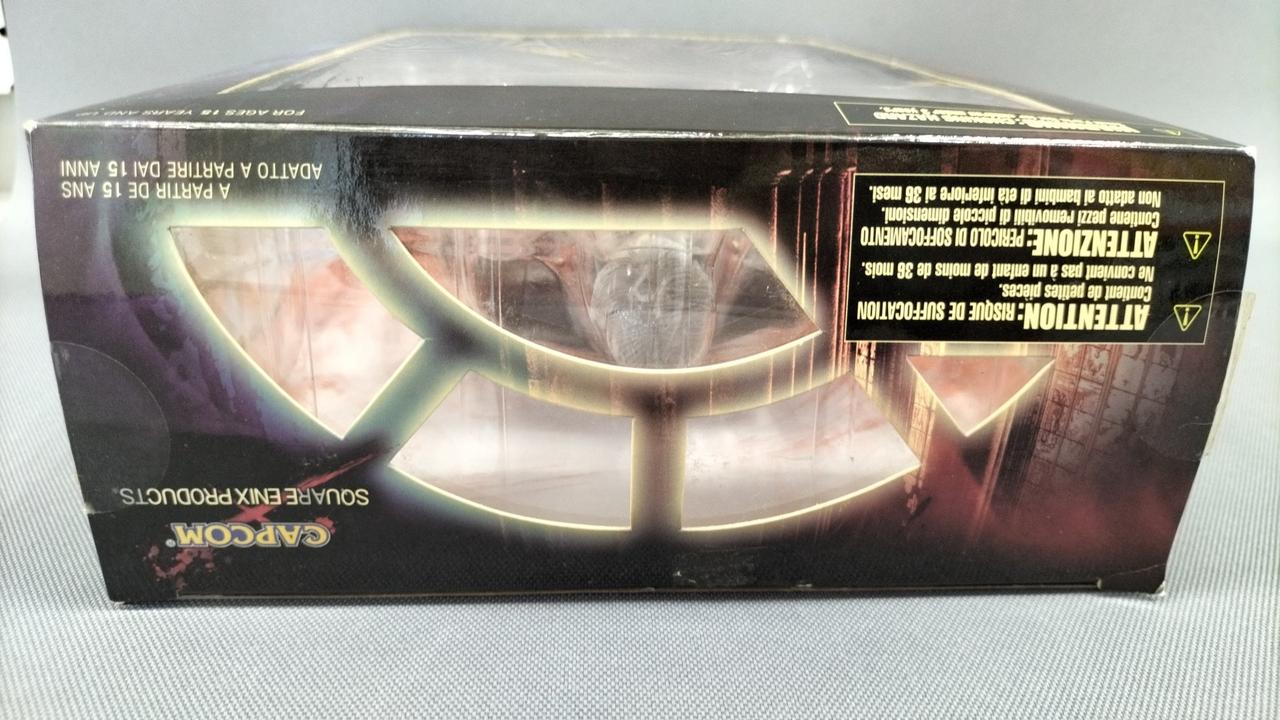 CAPCOM®
SQUARE ENIX PRODUCTS®
ATTENTION: RISQUE DE SUFFOCATION
Contient de petites pièces.
Ne convient pas à un enfant de moins de 36 mois.
ATTENZIONE: PERICOLO DI SOFFOCAMENTO
Contiene pezzi removibili di piccole dimensioni.
Non adatto ai bambini di età inferiore ai 36 mesi.
A PARTIR DE 15 ANS
ADATTO A PARTIRE DAI 15 ANNI
FOR AGES 15 YEARS AND UP